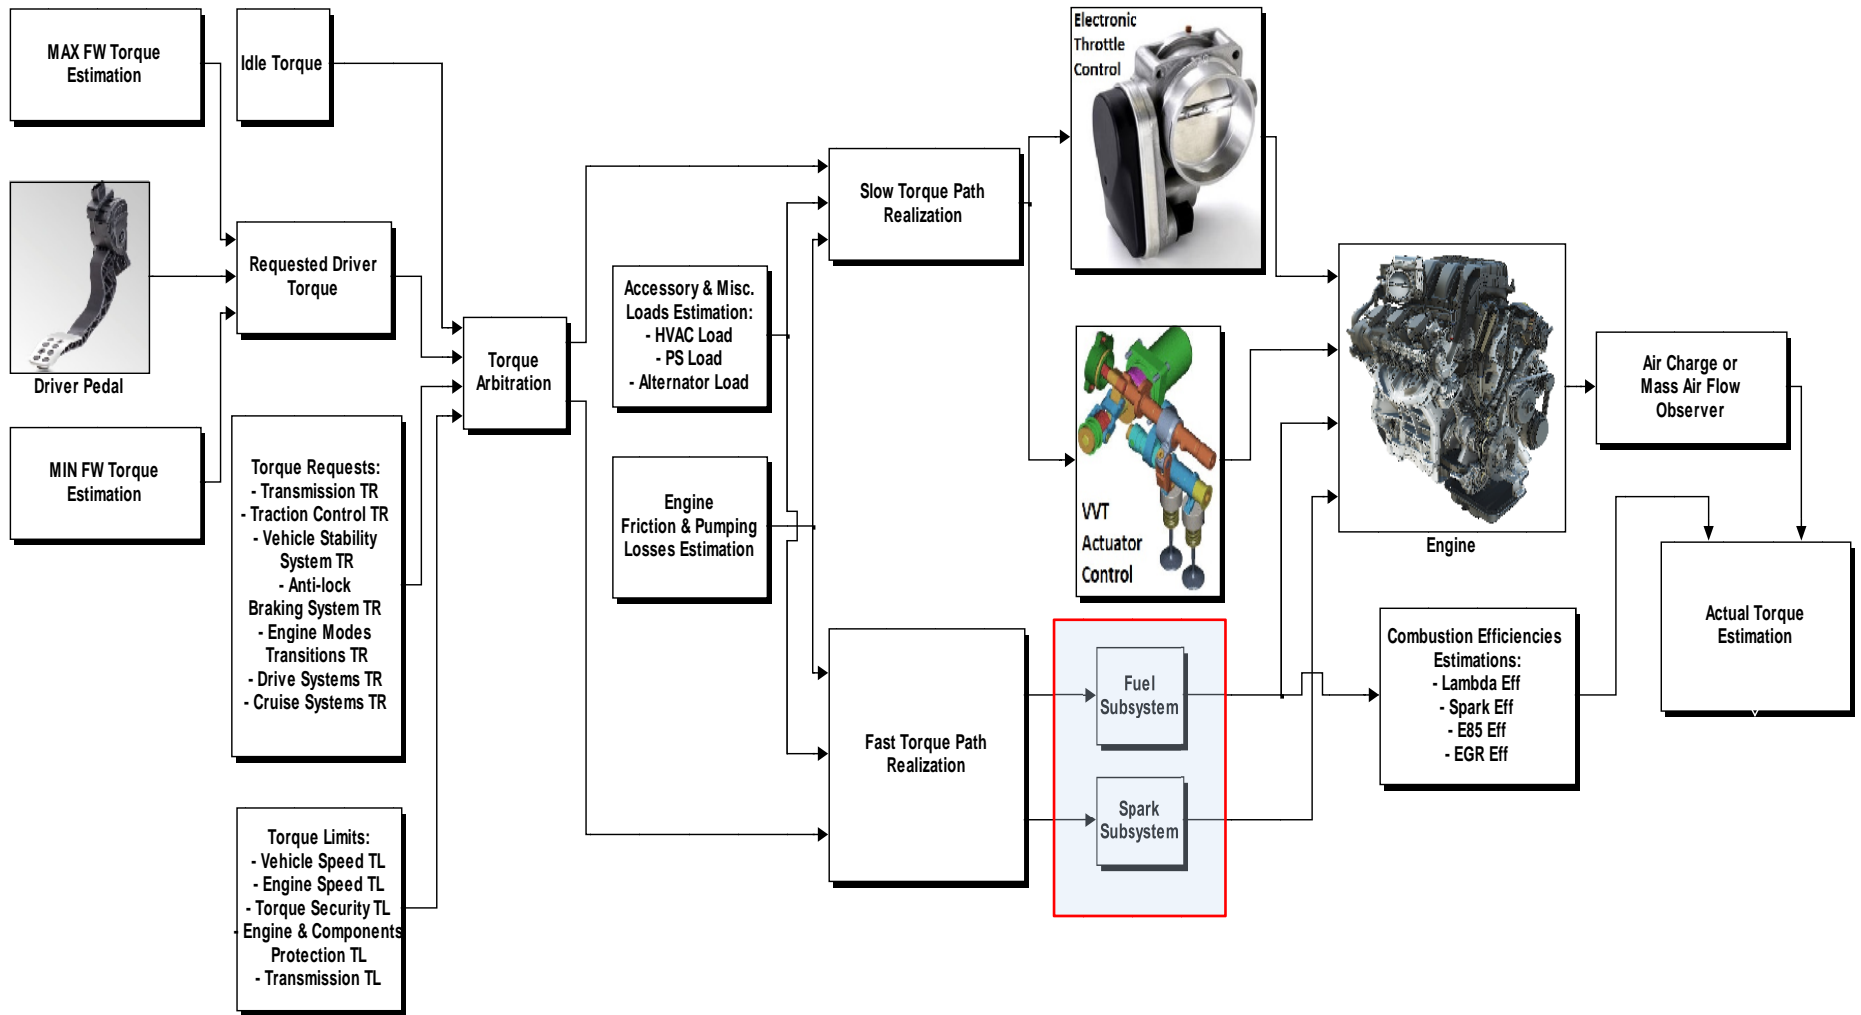 MAX FW Torque
Estimation
Idle Torque
Driver Pedal
MIN FW Torque
Estimation
Requested Driver
Torque
Torque Requests:
- Transmission TR
- Traction Control TR
- Vehicle Stability
System TR
- Anti-lock
Braking System TR
- Engine Modes
Transitions TR
- Drive Systems TR
- Cruise Systems TR
Torque Limits:
- Vehicle Speed TL
- Engine Speed TL
- Torque Security TL
- Engine & Components
Protection TL
- Transmission TL
Torque
Arbitration
Accessory & Misc.
Loads Estimation:
- HVAC Load
- PS Load
- Alternator Load
Engine
Friction & Pumping
Losses Estimation
Slow Torque Path
Realization
Fast Torque Path
Realization
Electronic
Throttle
Control
VVT
Actuator
Control
Fuel
Subsystem
Spark
Subsystem
Engine
Combustion Efficiencies
Estimations:
- Lambda Eff
- Spark Eff
- E85 Eff
- EGR Eff
Air Charge or
Mass Air Flow
Observer
Actual Torque
Estimation